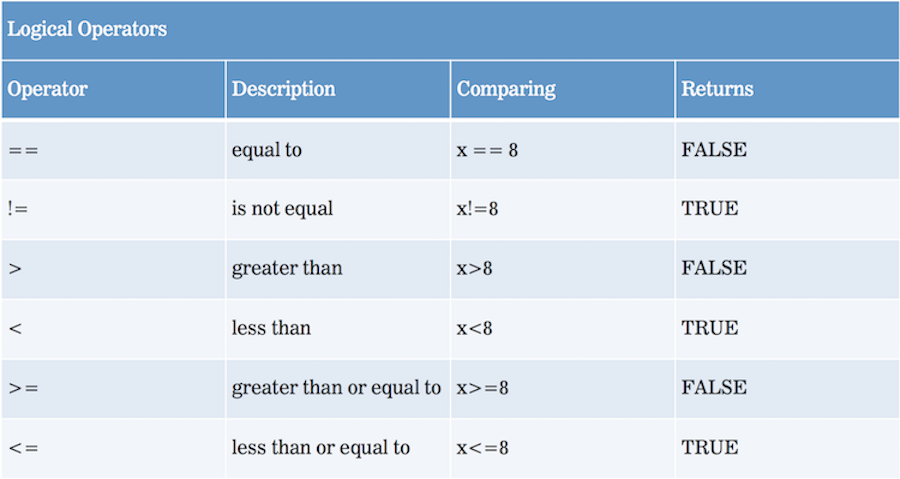 Logical Operators
Operator Description Comparing Returns
== equal to x == 8 FALSE
!= is not equal x!=8 TRUE
> greater than x>8 FALSE
< less than x<8 TRUE
>= greater than or equal to x>=8 FALSE
<= less than or equal to x<=8 TRUE